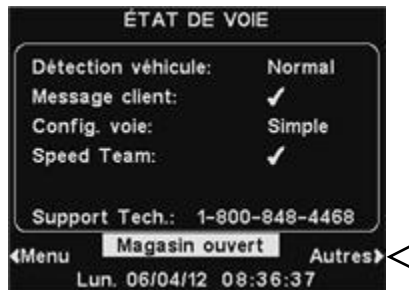 ÉTAT DE VOIE
Détection véhicule: Normal
Message client: ✓
Config. voie: Simple
Speed Team: ✓
Support Tech.: 1-800-848-4468
Menu Magasin ouvert Autres
Lun. 06/04/12 08:36:37